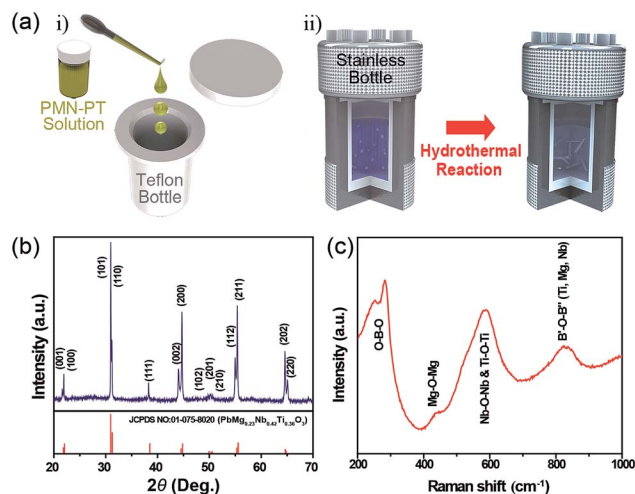 (a) i)
PMN-PT
Solution
Teflon
Bottle
ii)
Stainless
Bottle
Hydrothermal
Reaction
(b)
Intensity (a.u.)
(001)
(100)
(101)
(110)
(111)
(002)
(200)
(102)
(201)
(210)
(112)
(211)
(202)
(220)
JCPDS NO:01-075-8020 (PbMg₀.₂₃Nb₀.₄₂Ti₀.₃₆O₃)
20 30 40 50 60 70
2θ (Deg.)
(c)
Intensity (a.u.)
O-B-O
Mg-O-Mg
Nb-O-Nb & Ti-O-Ti
B'-O-B" (Ti, Mg, Nb)
200 400 600 800 1000
Raman shift (cm⁻¹)